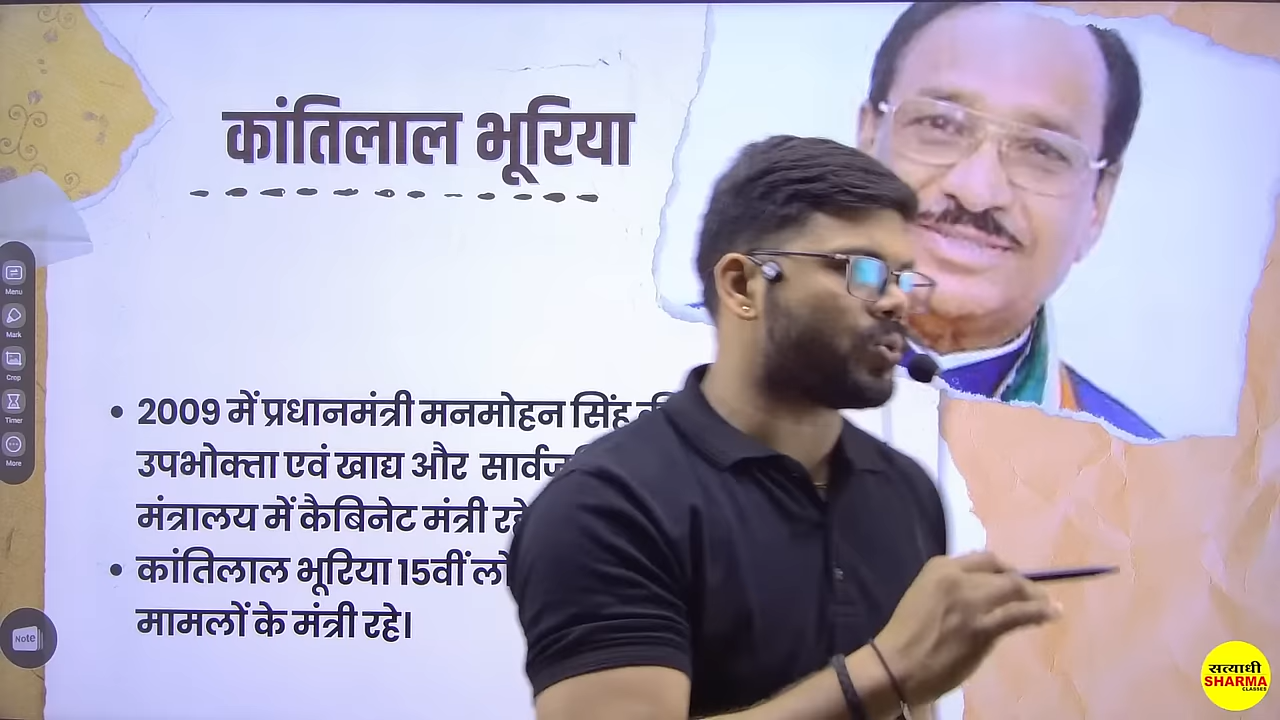 कांतिलाल भूरिया
2009 में प्रधानमंत्री मनमोहन सिंह
उपभोक्ता एवं खाद्य और
मंत्रालय में कैबिनेट मंत्री
कांतिलाल भूरिया 15वीं
मामलों के मंत्री रहे।
Menu
Mark
Crop
Timer
More
Note
सत्याधी
SHARMA
CLASSES